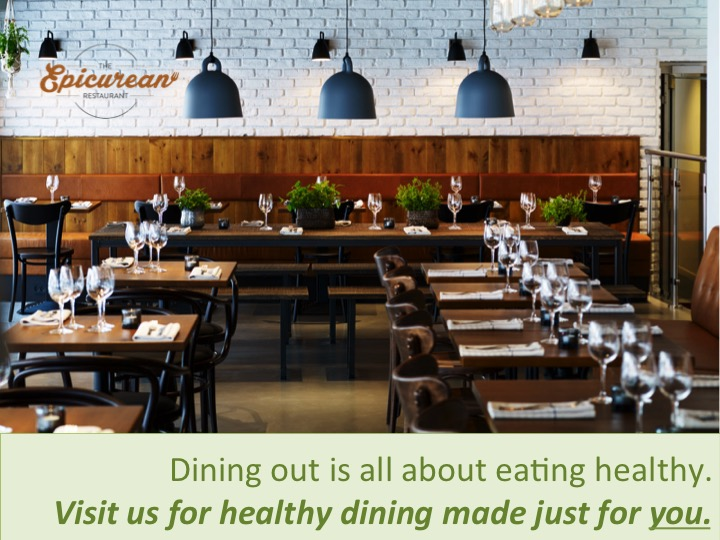 THE
Epicurean
RESTAURANT
Dining out is all about eating healthy.
Visit us for healthy dining made just for you.